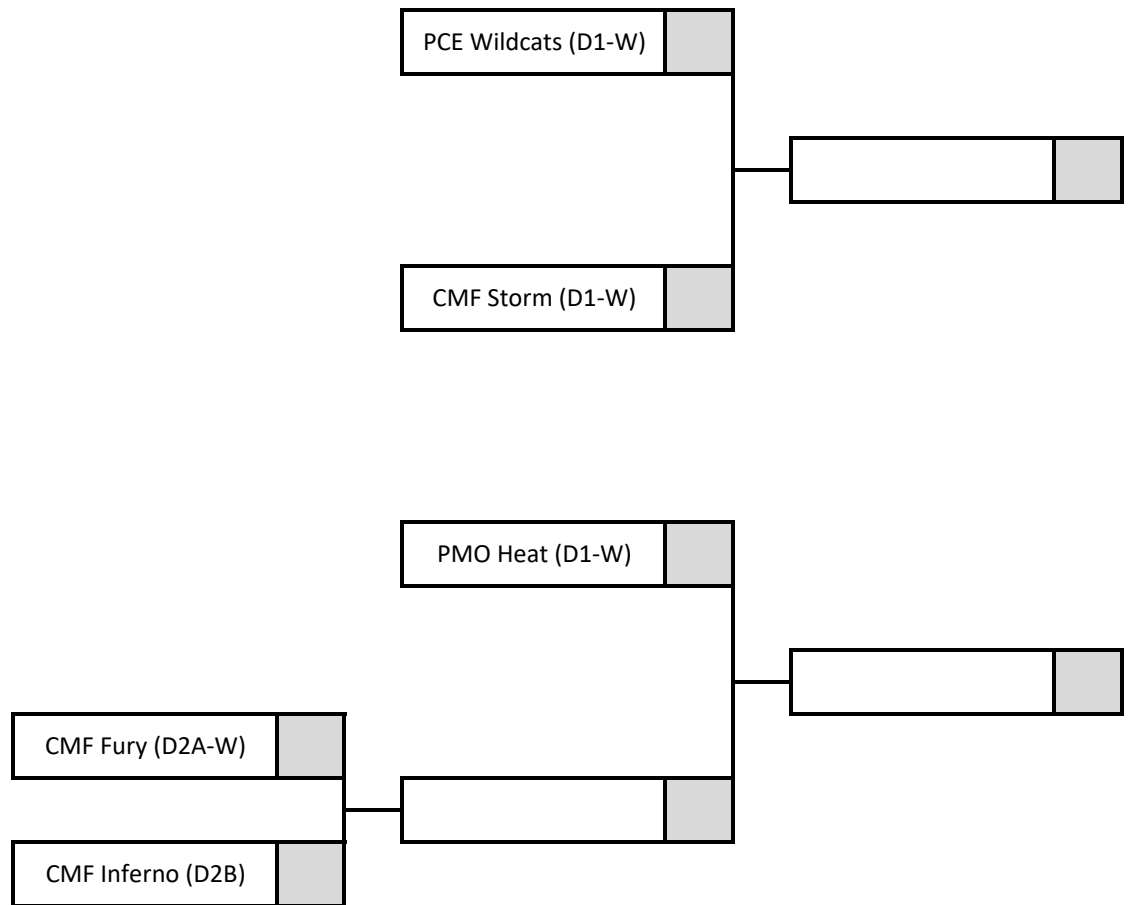 PCE Wildcats (D1-W)
CMF Storm (D1-W)
PMO Heat (D1-W)
CMF Fury (D2A-W)
CMF Inferno (D2B)